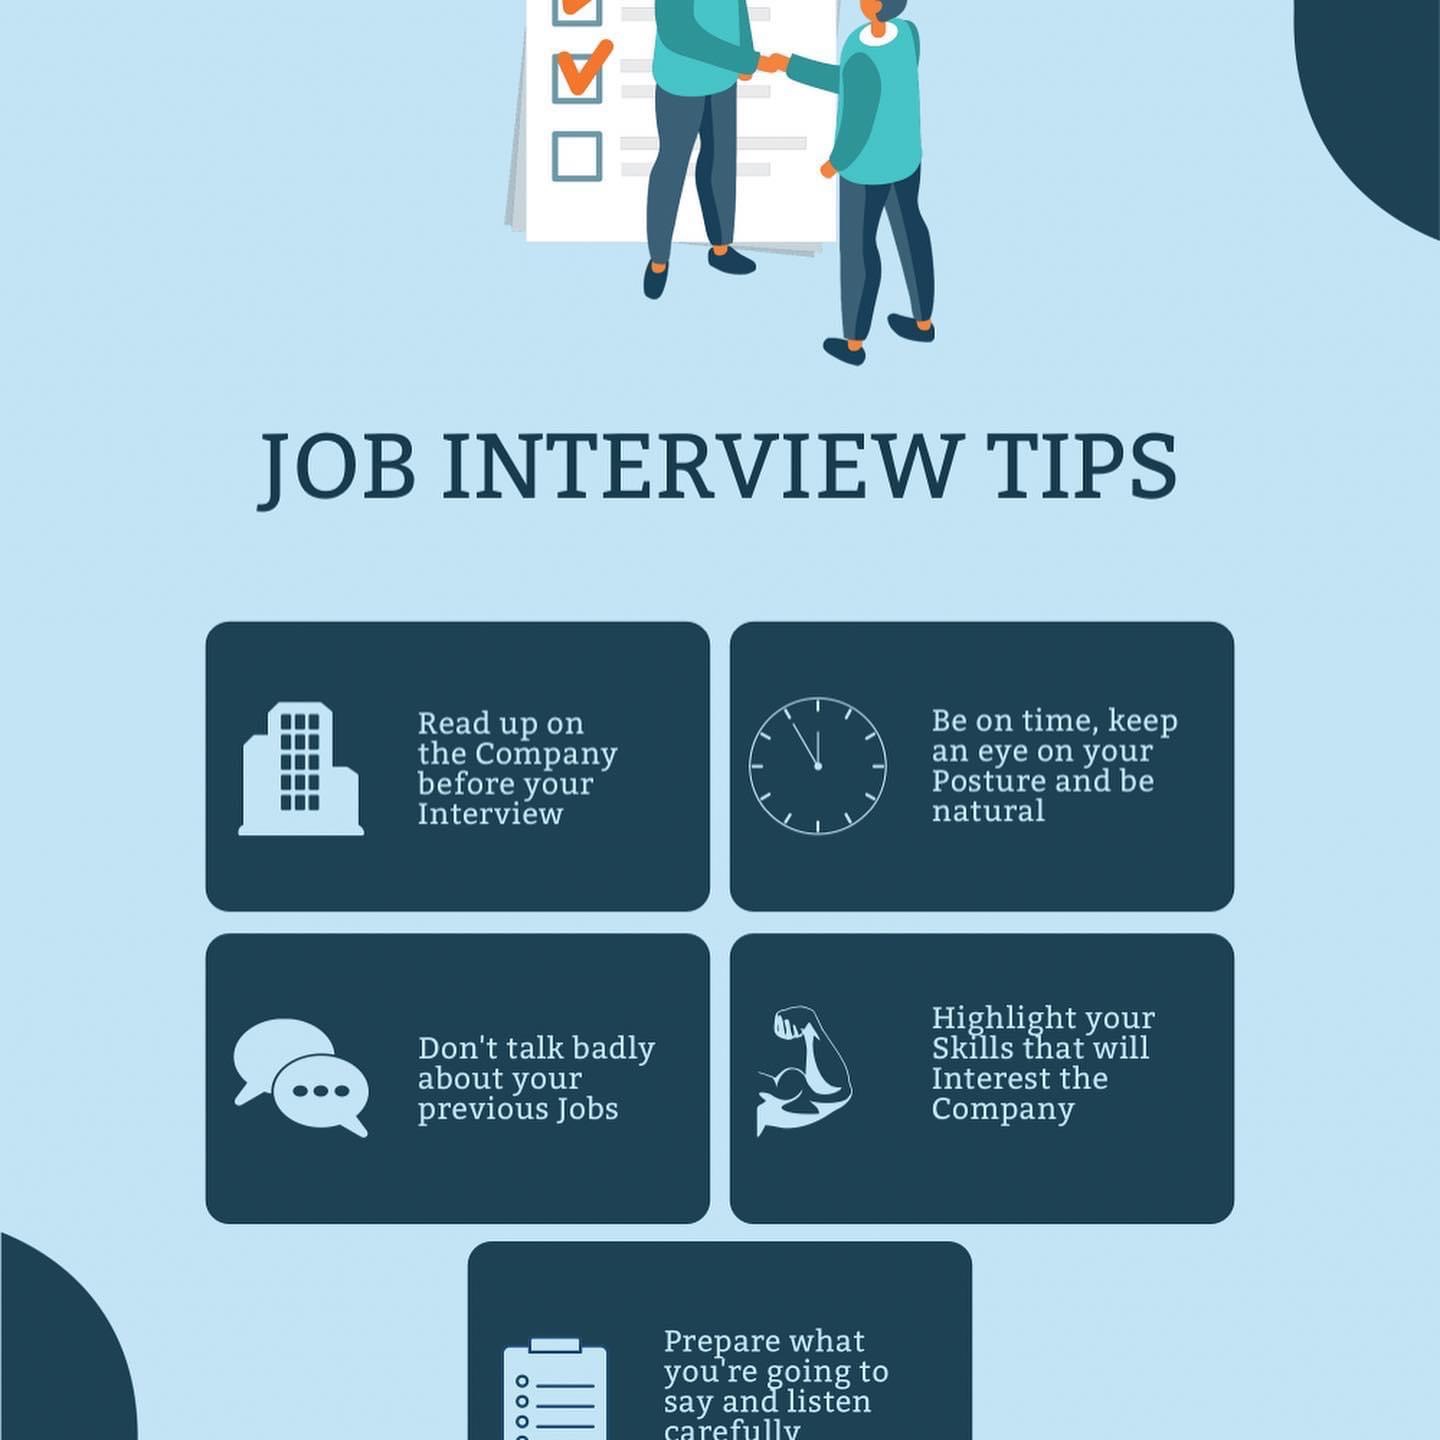 JOB INTERVIEW TIPS
Read up on
the Company
before your
Interview
Be on time, keep
an eye on your
Posture and be
natural
Don't talk badly
about your
previous Jobs
Highlight your
Skills that will
Interest the
Company
Prepare what
you're going to
say and listen
carefully